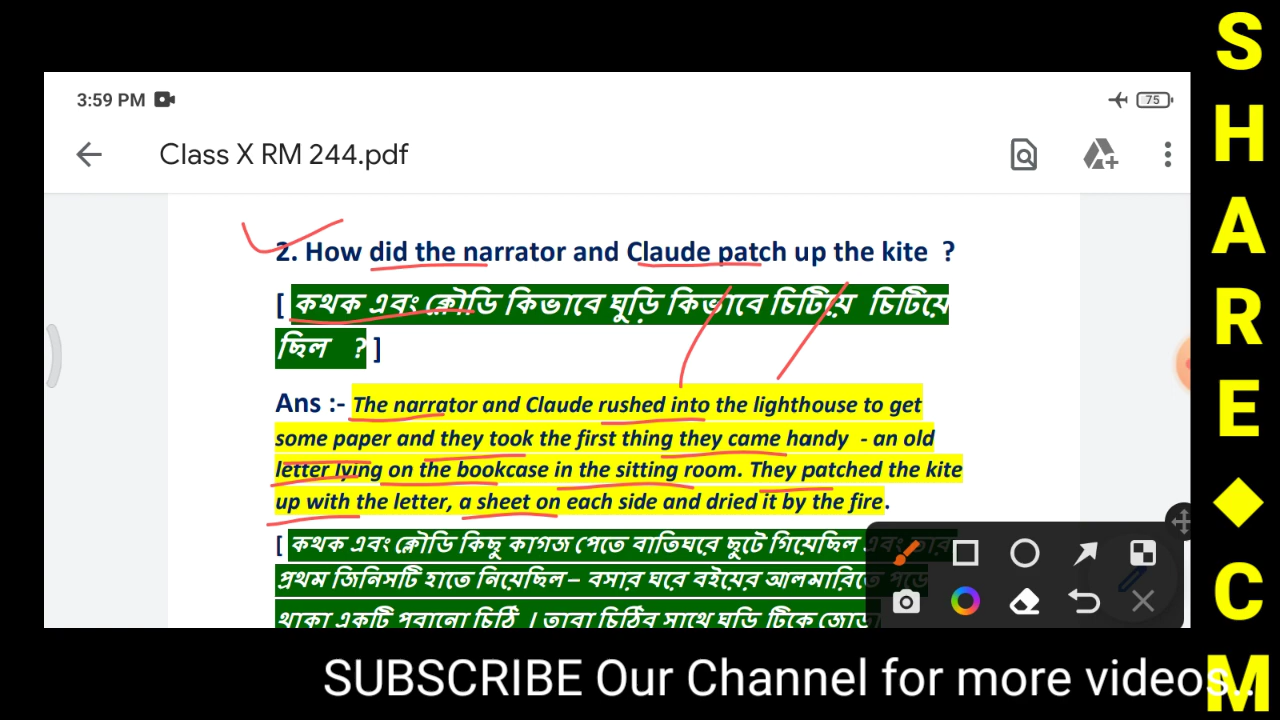 3:59 PM
75
Class X RM 244.pdf
2. How did the narrator and Claude patch up the kite ?
[ কথক এবং ক্লৌডি কিভাবে ঘুড়ি কিভাবে চিটিয়ে চিটিয়ে
ছিল ? ]
Ans :- The narrator and Claude rushed into the lighthouse to get
some paper and they took the first thing they came handy - an old
letter lying on the bookcase in the sitting room. They patched the kite
up with the letter, a sheet on each side and dried it by the fire.
[ কথক এবং ক্লৌডি কিছু কাগজ পেতে বাতিঘরে ছুটে গিয়েছিল এবং তার
প্রথম জিনিসটি হাতে নিয়েছিল – বসার ঘরে বইয়ের আলমারিতে পড়ে
থাকা একটি পুরানো চিঠি । তারা চিঠির সাথে ঘুড়ি টিকে জোড়া
SUBSCRIBE Our Channel for more videos..
SHARE◆CM